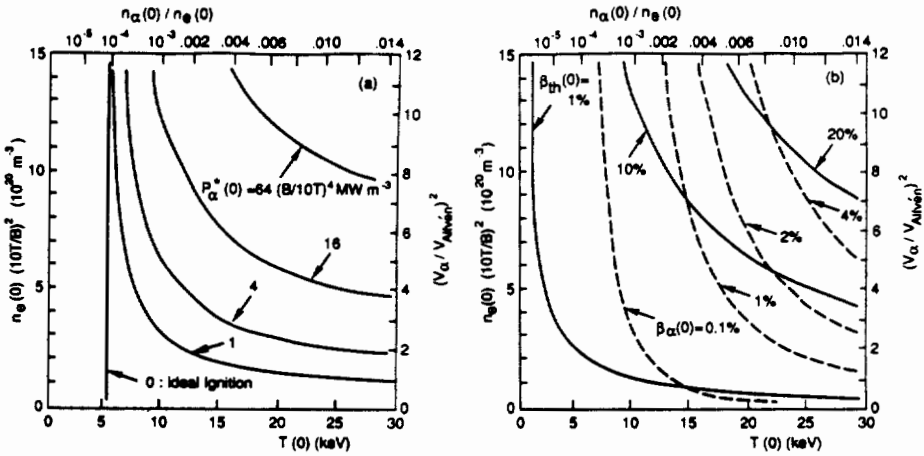 n_α(0) / n_e(0)
10^-5 10^-4 10^-3 .002 .004 .006 .010 .014
15 10 5 0
n_e(0) (10T/B)^2 (10^20 m^-3)
(a)
P_α^*(0) =64 (B/10T)^4 MW m^-3
16
4
1
0 : Ideal Ignition
12 10 8 6 4 2 0
(V_α / V_Alfvén)^2
0 5 10 15 20 25 30
T (0) (keV)
n_α(0) / n_e(0)
10^-5 10^-4 10^-3 .002 .004 .006 .010 .014
15 10 5 0
n_e(0) (10T/B)^2 (10^20 m^-3)
(b)
β_th(0)=
1%
10%
20%
4%
2%
1%
β_α(0)=0.1%
12 10 8 6 4 2 0
(V_α / V_Alfvén)^2
0 5 10 15 20 25 30
T (0) (keV)